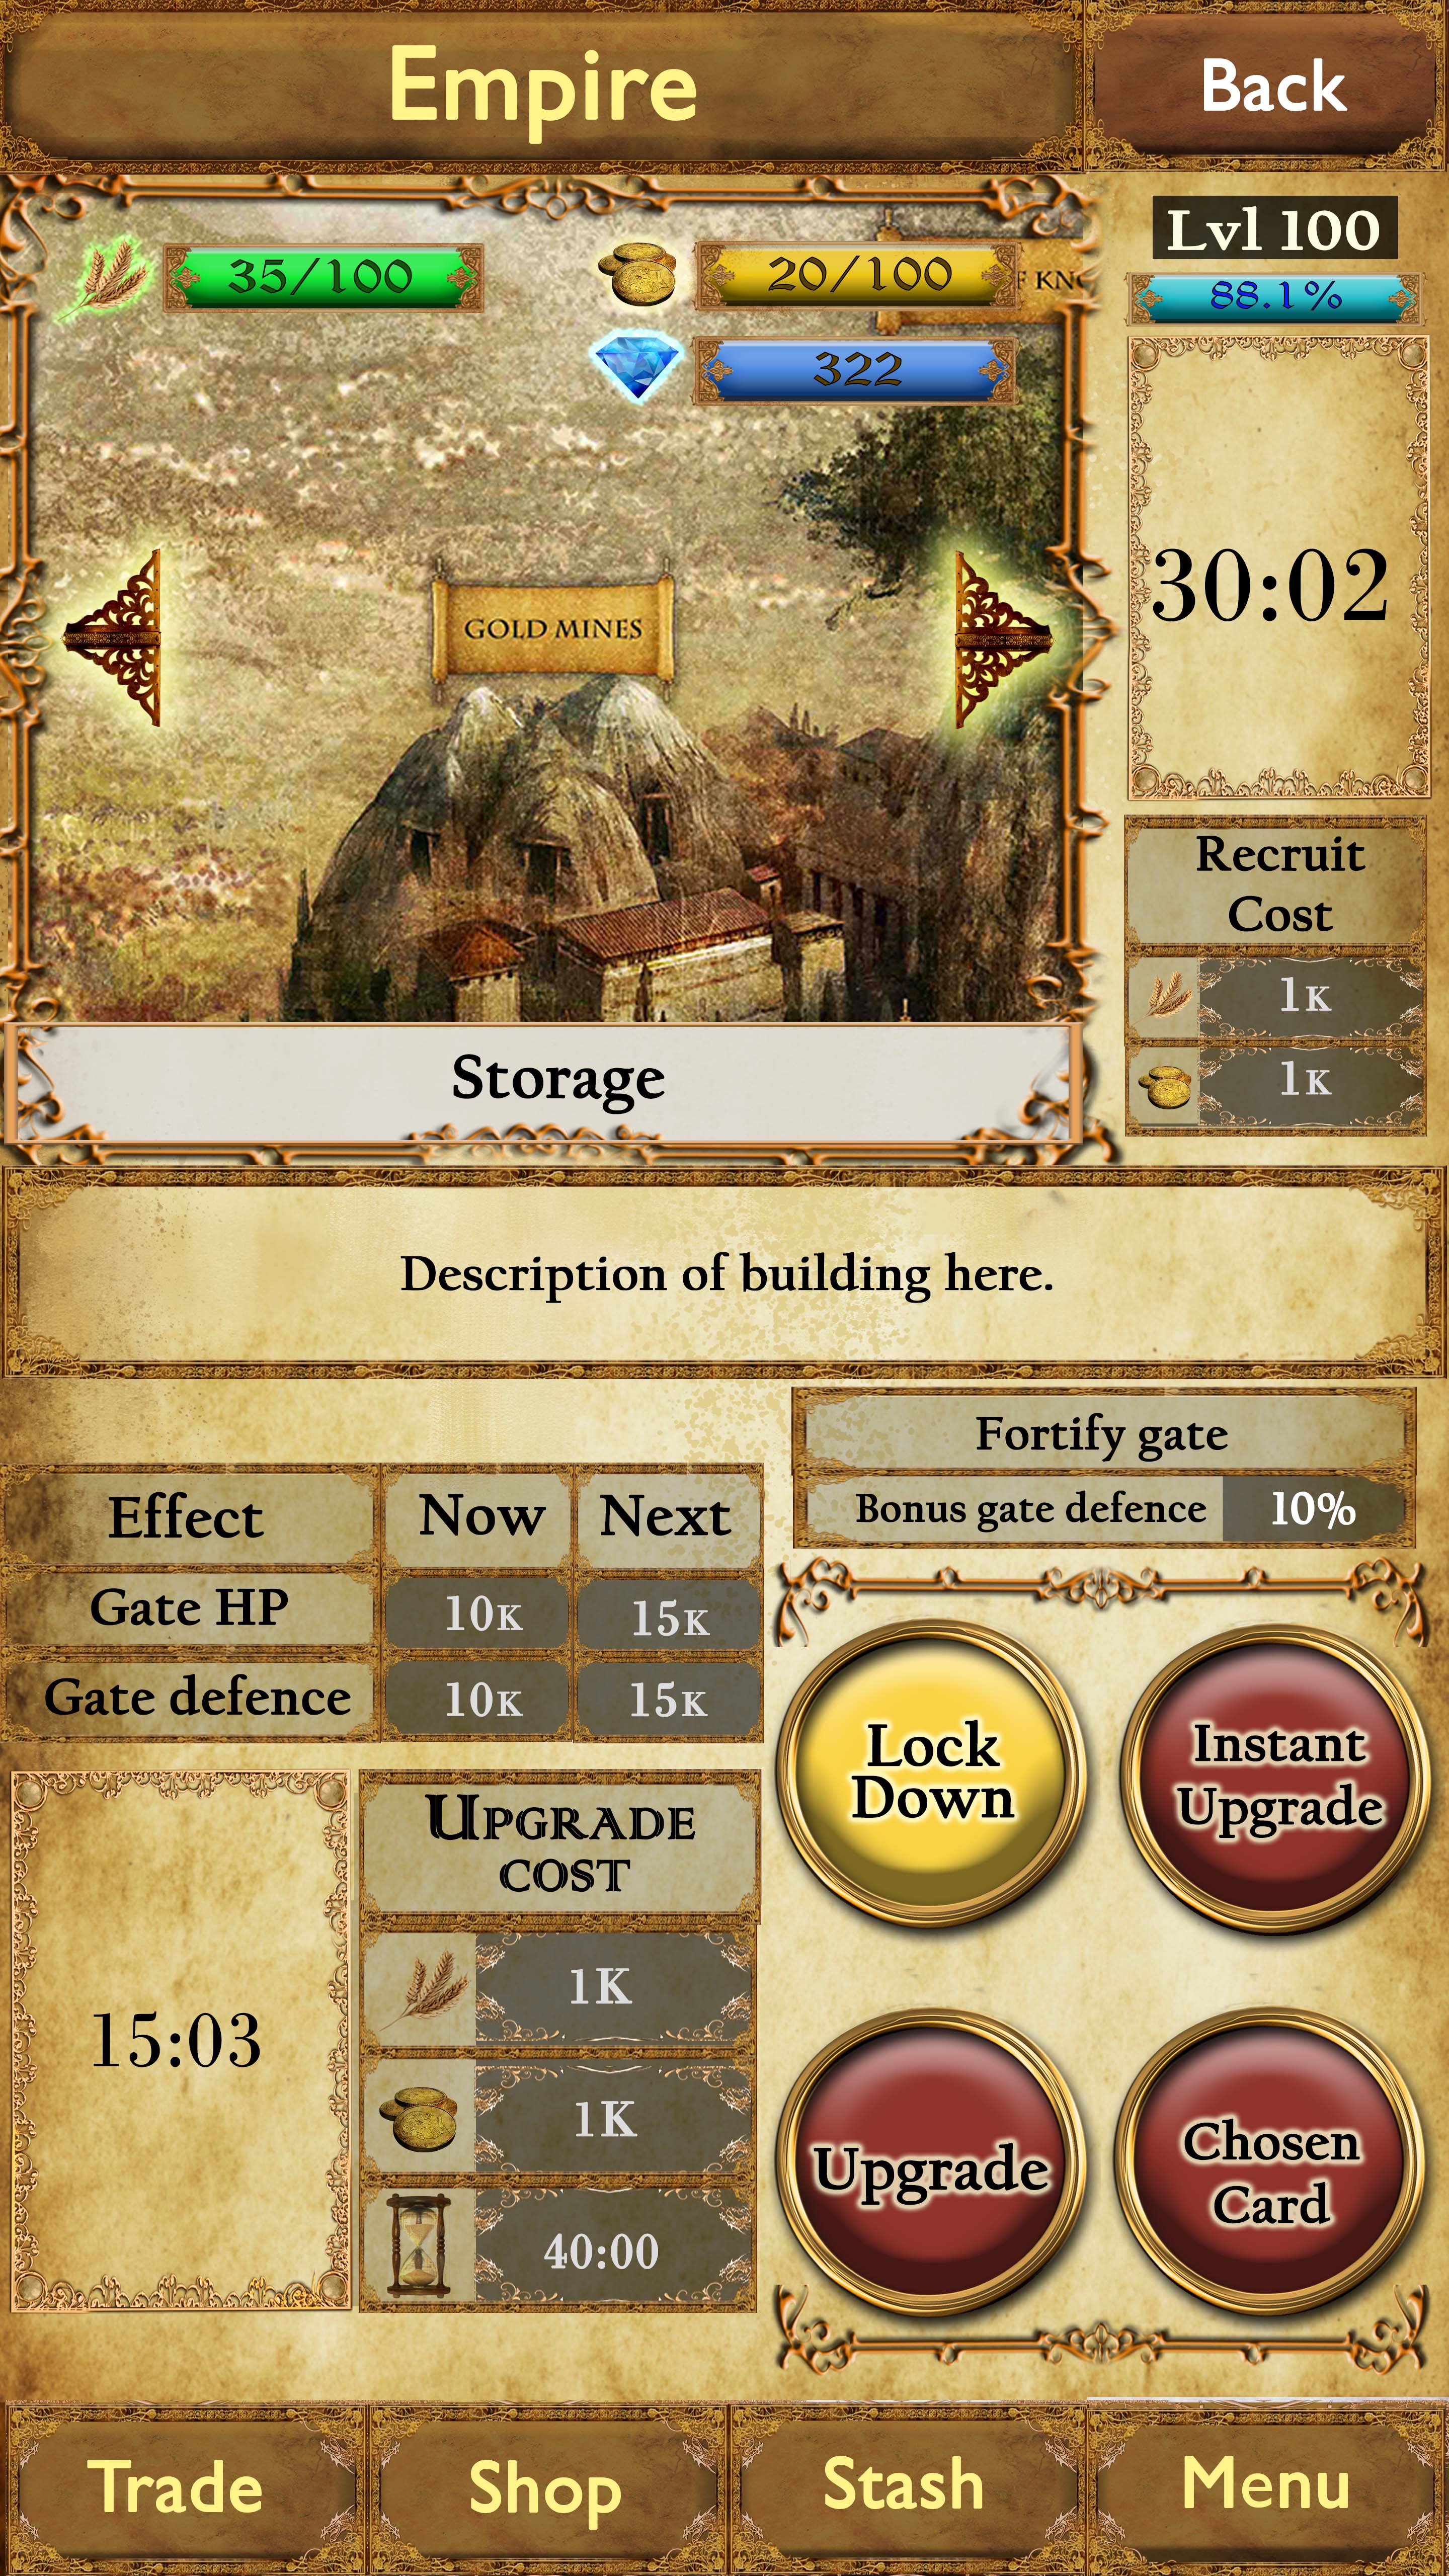 Empire
Back
Lvl 100
35/100
20/100
88.1%
322
GOLD MINES
30:02
Recruit
Cost
1K
1K
Storage
Description of building here.
Fortify gate
Bonus gate defence 10%
Effect Now Next
Gate HP 10K 15K
Gate defence 10K 15K
Lock
Down
Instant
Upgrade
UPGRADE
COST
15:03
1K
1K
40:00
Upgrade
Chosen
Card
Trade
Shop
Stash
Menu